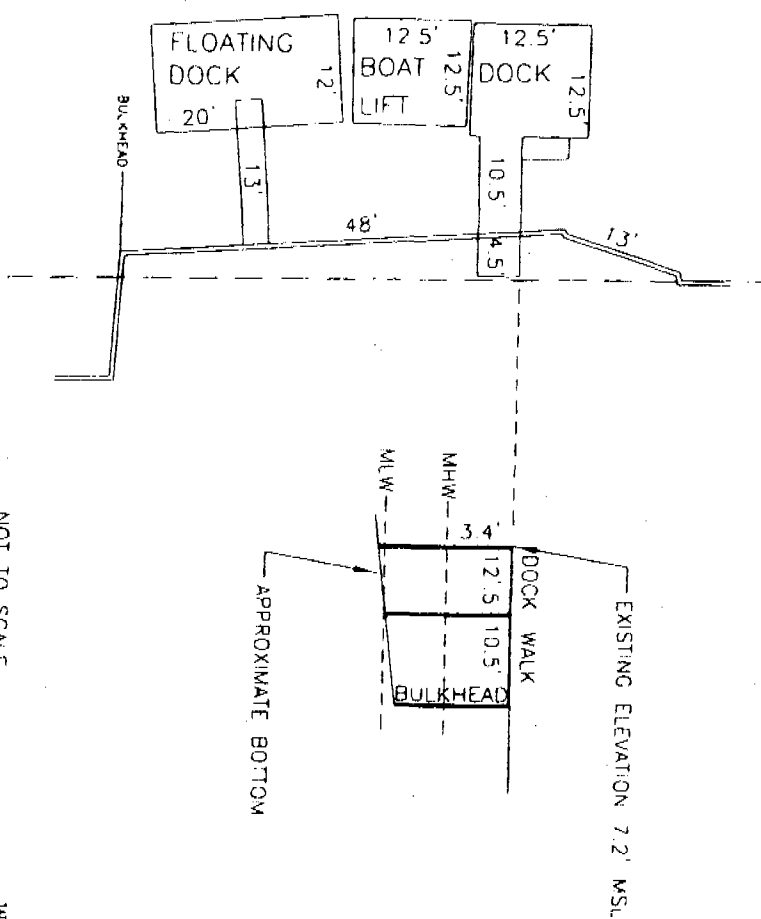 FLOATING
DOCK
12'
20'
12 5'
BOAT
LIFT
12.5'
12.5'
DOCK
12.5'
BULKHEAD
13'
10.5'
48'
4.5'
13'
MLW
MHW
3.4'
12'.5
10.5'
DOCK WALK
BULKHEAD
EXISTING ELEVATION 7.2' MSL
APPROXIMATE BOTTOM
NOT TO SCALE